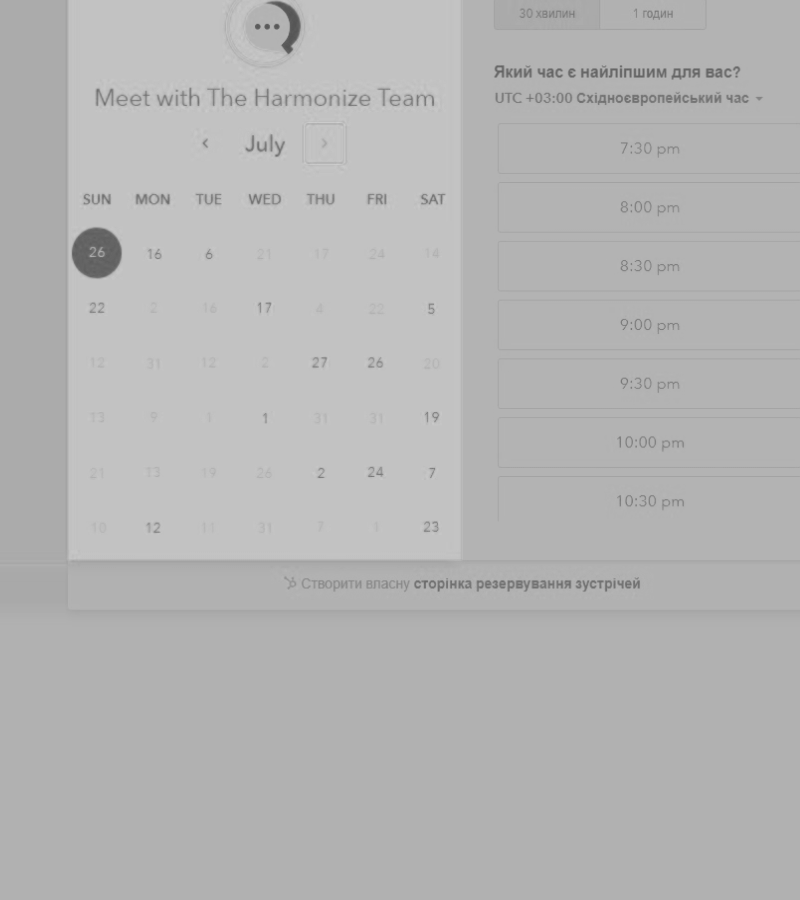 30 хвилин 1 годин
Meet with The Harmonize Team
Який час є найліпшим для вас?
UTC +03:00 Східноєвропейський час
‹ July ›
SUN MON TUE WED THU FRI SAT
26 16 6 21 17 24 14
22 2 16 17 4 22 5
12 31 12 2 27 26 20
13 9 1 1 31 31 19
21 13 19 26 2 24 7
10 12 11 31 7 1 23
7:30 pm
8:00 pm
8:30 pm
9:00 pm
9:30 pm
10:00 pm
10:30 pm
Створити власну сторінка резервування зустрічей